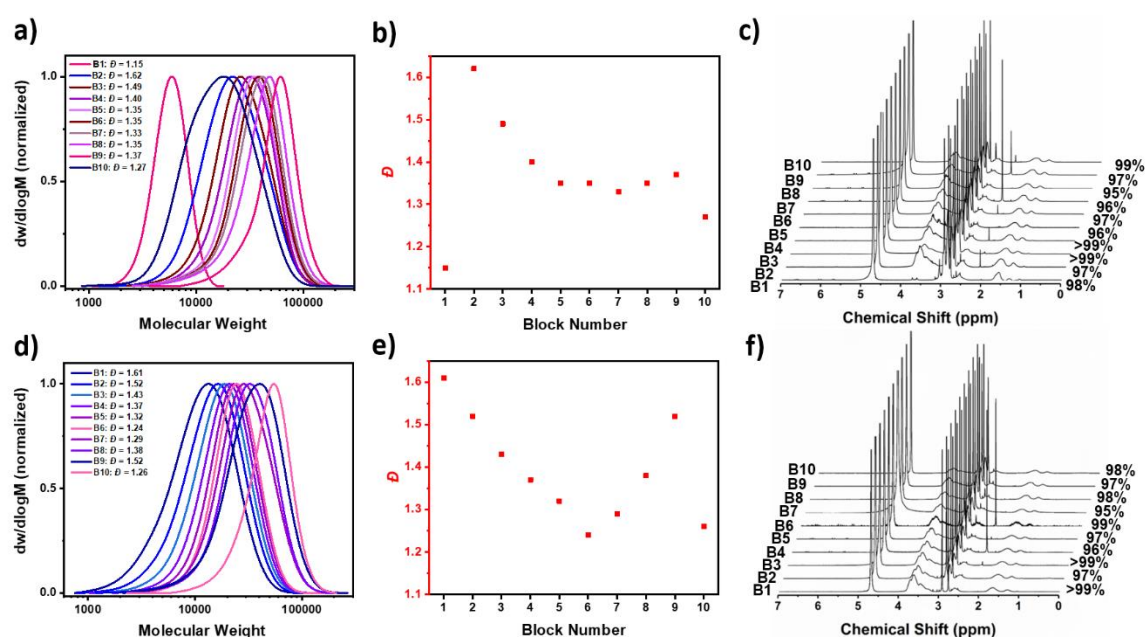 a)
dw/dlogM (normalized)
1.0
0.5
0.0
B1: Đ = 1.15
B2: Đ = 1.62
B3: Đ = 1.49
B4: Đ = 1.40
B5: Đ = 1.35
B6: Đ = 1.35
B7: Đ = 1.33
B8: Đ = 1.35
B9: Đ = 1.37
B10: Đ = 1.27
1000 10000 100000
Molecular Weight
b)
Đ
1.6
1.5
1.4
1.3
1.2
1.1
1 2 3 4 5 6 7 8 9 10
Block Number
c)
B10 99%
B9 97%
B8 95%
B7 96%
B6 97%
B5 96%
B4 >99%
B3 >99%
B2 97%
B1 98%
7 6 5 4 3 2 1 0
Chemical Shift (ppm)
d)
dw/dlogM (normalized)
1.0
0.5
0.0
B1: Đ = 1.61
B2: Đ = 1.52
B3: Đ = 1.43
B4: Đ = 1.37
B5: Đ = 1.32
B6: Đ = 1.24
B7: Đ = 1.29
B8: Đ = 1.38
B9: Đ = 1.52
B10: Đ = 1.26
1000 10000 100000
Molecular Weight
e)
Đ
1.6
1.5
1.4
1.3
1.2
1.1
1 2 3 4 5 6 7 8 9 10
Block Number
f)
B10 98%
B9 97%
B8 98%
B7 95%
B6 99%
B5 97%
B4 96%
B3 >99%
B2 97%
B1 >99%
7 6 5 4 3 2 1 0
Chemical Shift (ppm)